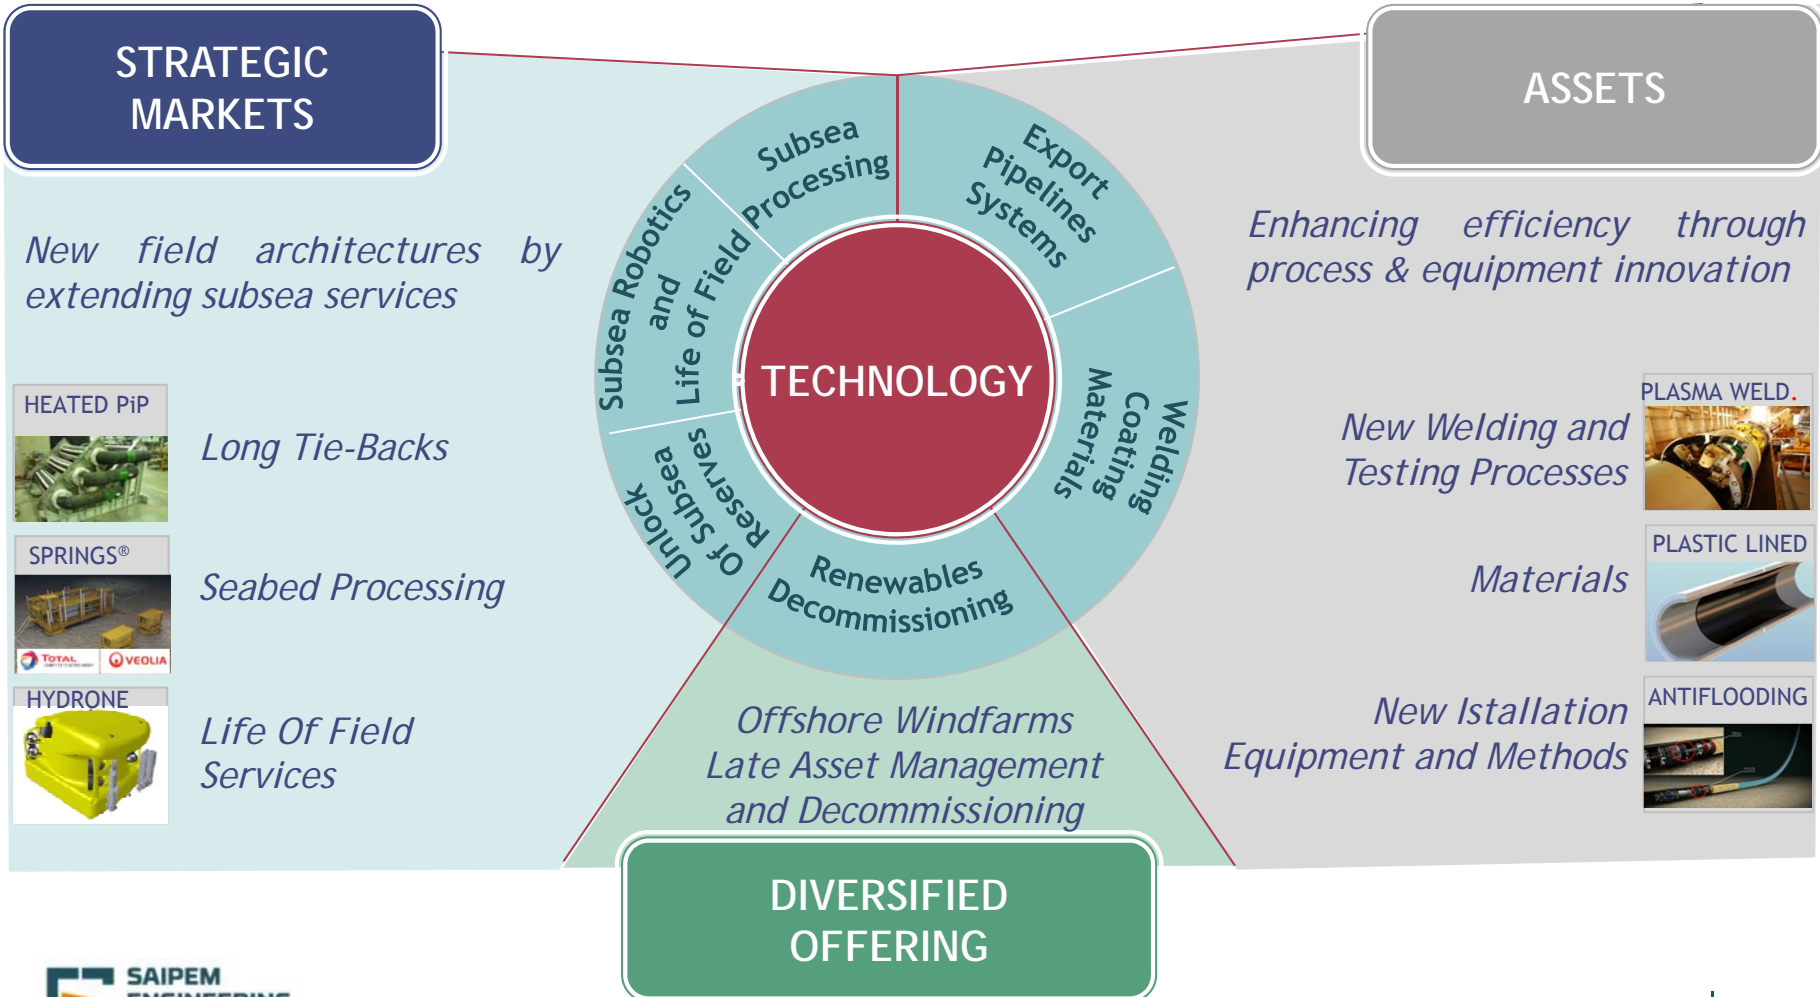 STRATEGIC
MARKETS
New field architectures by
extending subsea services
HEATED PiP
Long Tie-Backs
SPRINGS®
Seabed Processing
TOTAL
VEOLIA
HYDRONE
Life Of Field
Services
Subsea
Processing
Subsea Robotics
and
Life of Field
Unlock
Of Subsea
Reserves
TECHNOLOGY
Export
Pipelines
Systems
Welding
Coating
Materials
Renewables
Decommissioning
Offshore Windfarms
Late Asset Management
and Decommissioning
DIVERSIFIED
OFFERING
ASSETS
Enhancing efficiency through
process & equipment innovation
PLASMA WELD.
New Welding and
Testing Processes
PLASTIC LINED
Materials
ANTIFLOODING
New Istallation
Equipment and Methods
SAIPEM
ENGINEERING